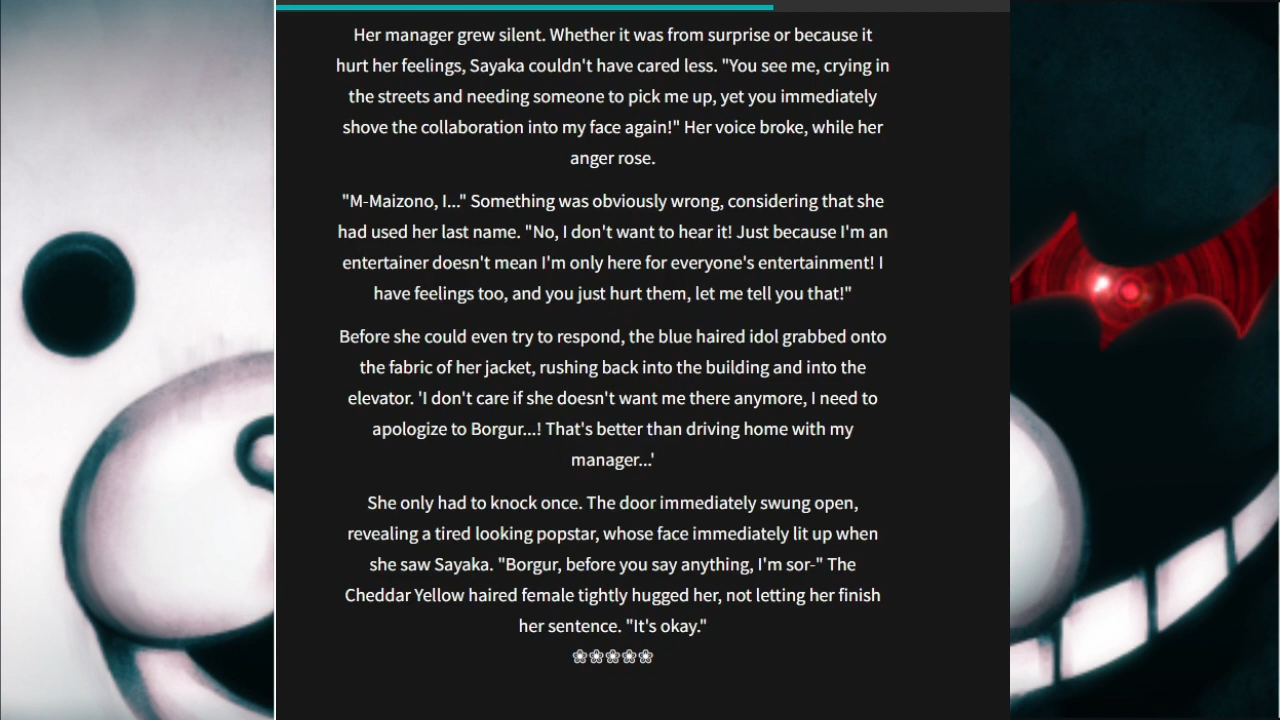 Her manager grew silent. Whether it was from surprise or because it
hurt her feelings, Sayaka couldn't have cared less. "You see me, crying in
the streets and needing someone to pick me up, yet you immediately
shove the collaboration into my face again!" Her voice broke, while her
anger rose.
"M-Maizono, I..." Something was obviously wrong, considering that she
had used her last name. "No, I don't want to hear it! Just because I'm an
entertainer doesn't mean I'm only here for everyone's entertainment! I
have feelings too, and you just hurt them, let me tell you that!"
Before she could even try to respond, the blue haired idol grabbed onto
the fabric of her jacket, rushing back into the building and into the
elevator. 'I don't care if she doesn't want me there anymore, I need to
apologize to Borgur...! That's better than driving home with my
manager...'
She only had to knock once. The door immediately swung open,
revealing a tired looking popstar, whose face immediately lit up when
she saw Sayaka. "Borgur, before you say anything, I'm sor-" The
Cheddar Yellow haired female tightly hugged her, not letting her finish
her sentence. "It's okay."
❀❀❀❀❀